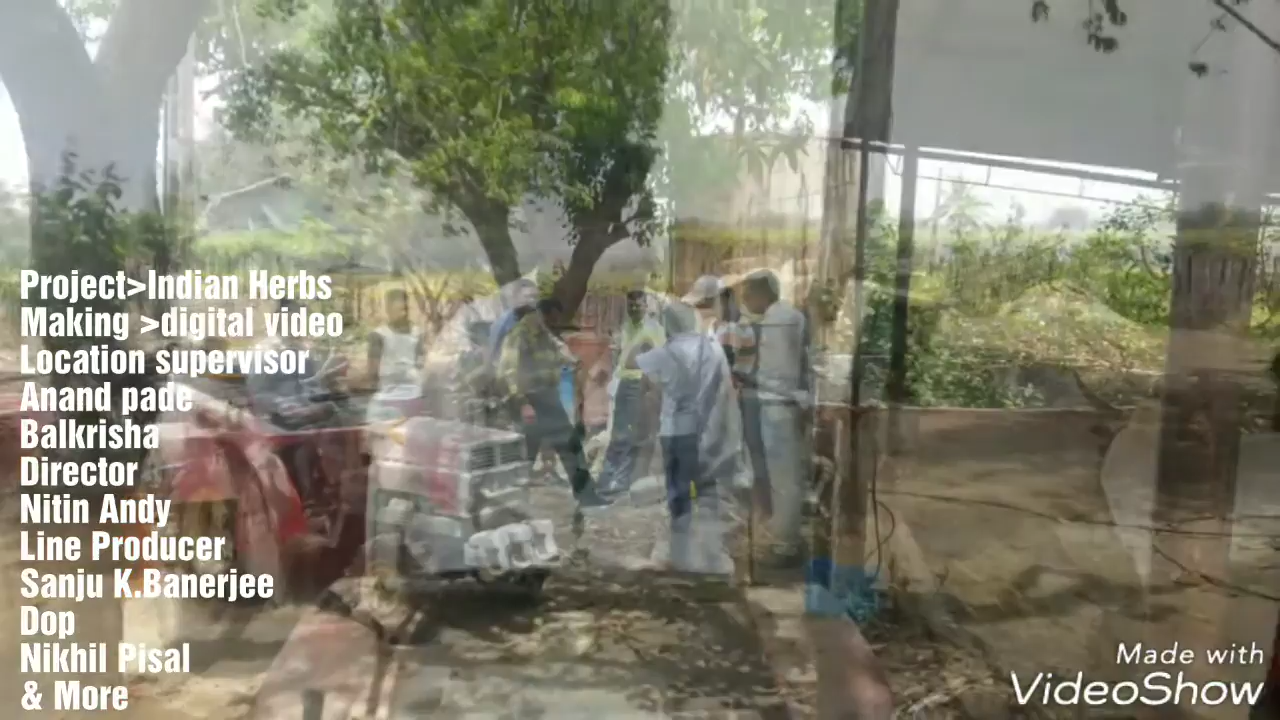 Project>Indian Herbs
Making >digital video
Location supervisor
Anand pade
Balkrisha
Director
Nitin Andy
Line Producer
Sanju K.Banerjee
Dop
Nikhil Pisal
& More
Made with
VideoShow